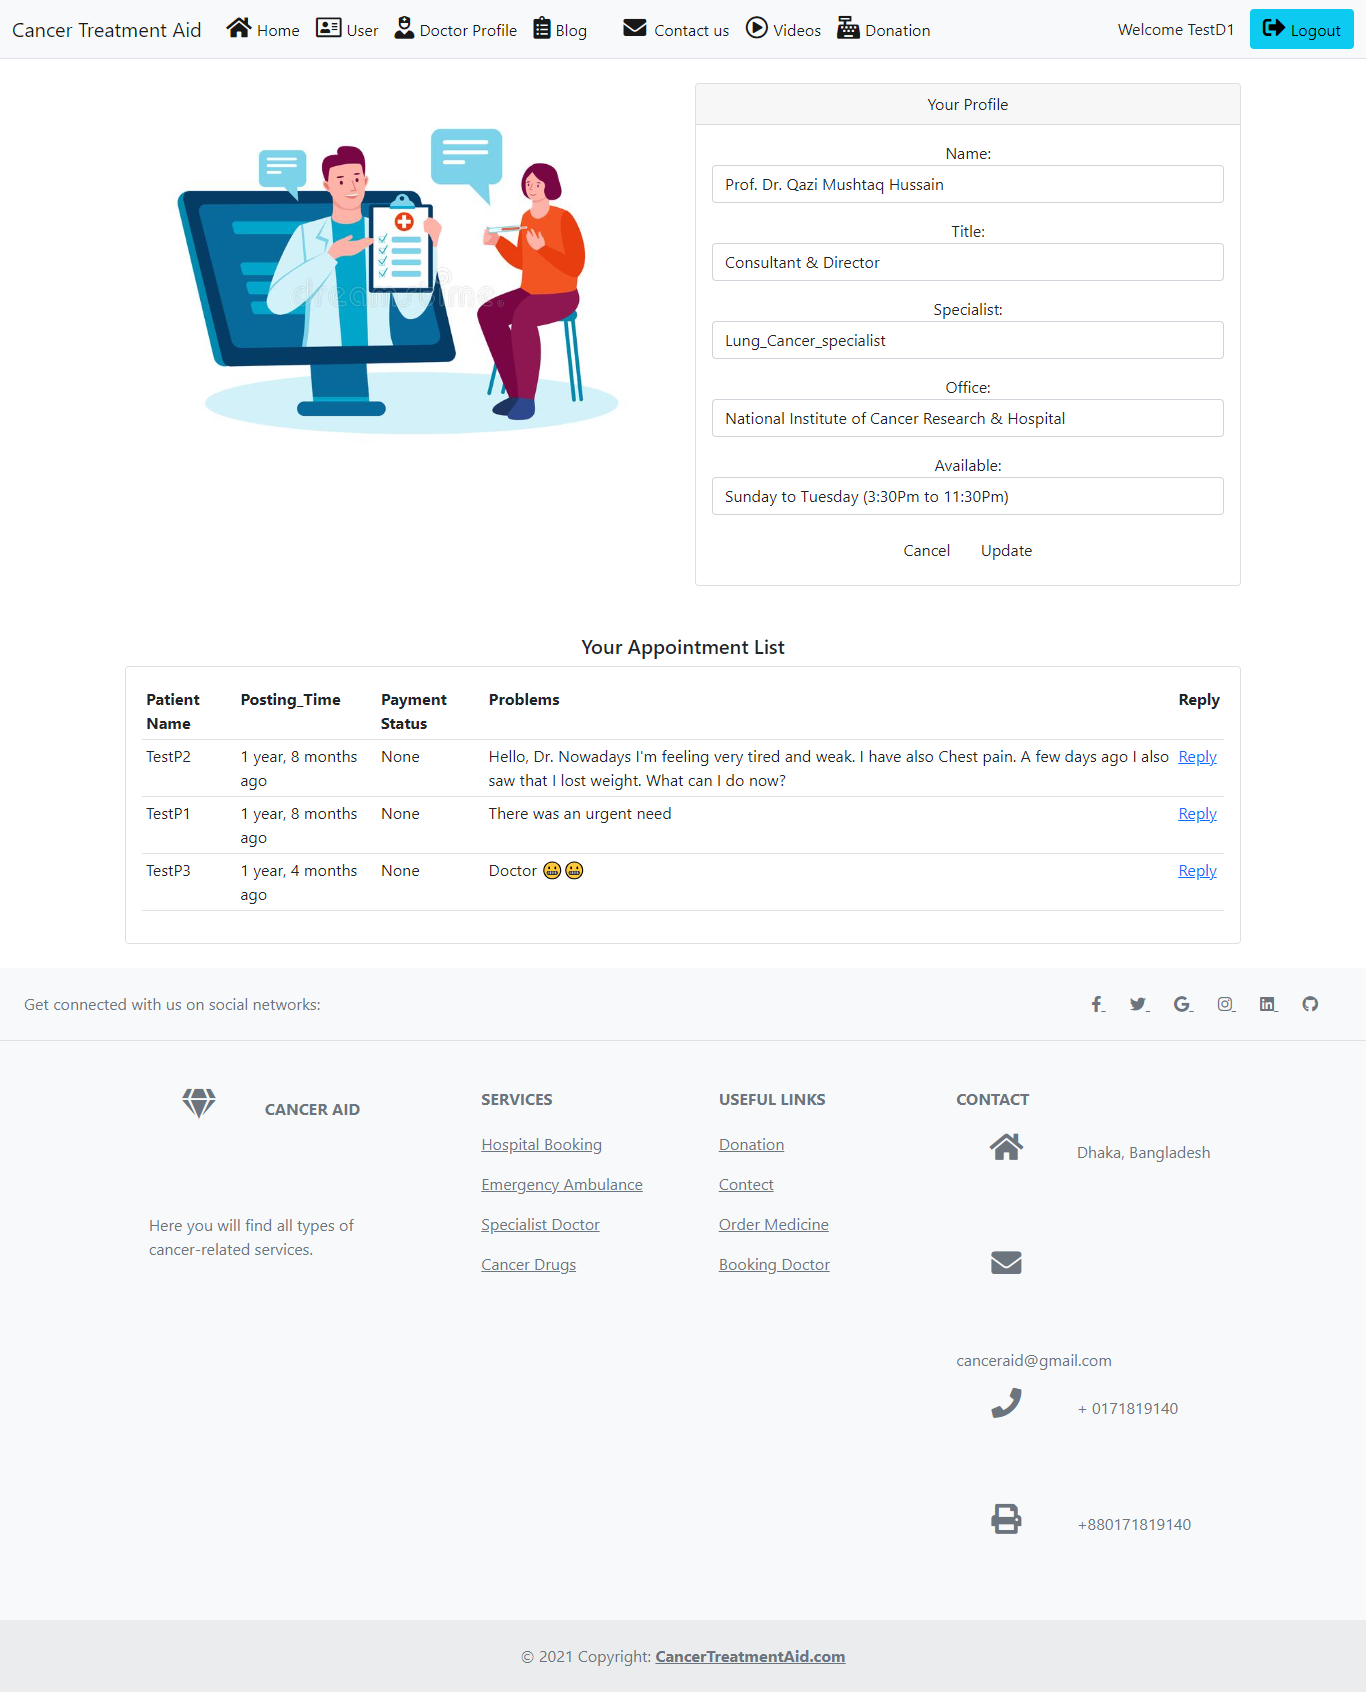 Cancer Treatment Aid Home User Doctor Profile Blog Contact us Videos Donation Welcome TestD1 Logout
dreamstime.
Your Profile
Name:
Prof. Dr. Qazi Mushtaq Hussain
Title:
Consultant & Director
Specialist:
Lung_Cancer_specialist
Office:
National Institute of Cancer Research & Hospital
Available:
Sunday to Tuesday (3:30Pm to 11:30Pm)
Cancel Update
Your Appointment List
Patient Name Posting_Time Payment Status Problems Reply
TestP2 1 year, 8 months ago None Hello, Dr. Nowadays I'm feeling very tired and weak. I have also Chest pain. A few days ago I also saw that I lost weight. What can I do now? Reply
TestP1 1 year, 8 months ago None There was an urgent need Reply
TestP3 1 year, 4 months ago None Doctor 😬😬 Reply
Get connected with us on social networks:
CANCER AID
Here you will find all types of
cancer-related services.
SERVICES
Hospital Booking
Emergency Ambulance
Specialist Doctor
Cancer Drugs
USEFUL LINKS
Donation
Contect
Order Medicine
Booking Doctor
CONTACT
Dhaka, Bangladesh
canceraid@gmail.com
+ 0171819140
+880171819140
© 2021 Copyright: CancerTreatmentAid.com